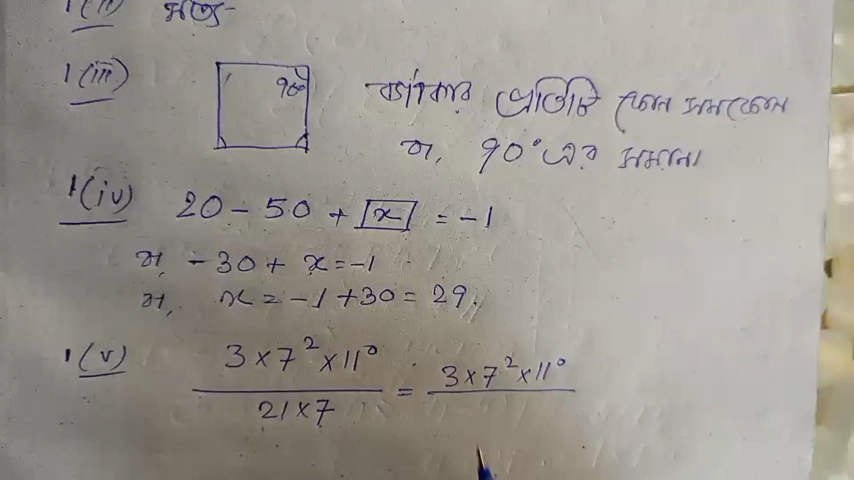 1(ii) সত্য
1(iii) 90° বর্গাকার প্রতিটি কোন সমকোন
বা, 90° এর সমান।
1(iv) 20 - 50 + x = -1
বা, -30 + x = -1
বা, x = -1 + 30 = 29.
1(v) 3 × 7² × 11⁰ / 21 × 7 = 3 × 7² × 11⁰